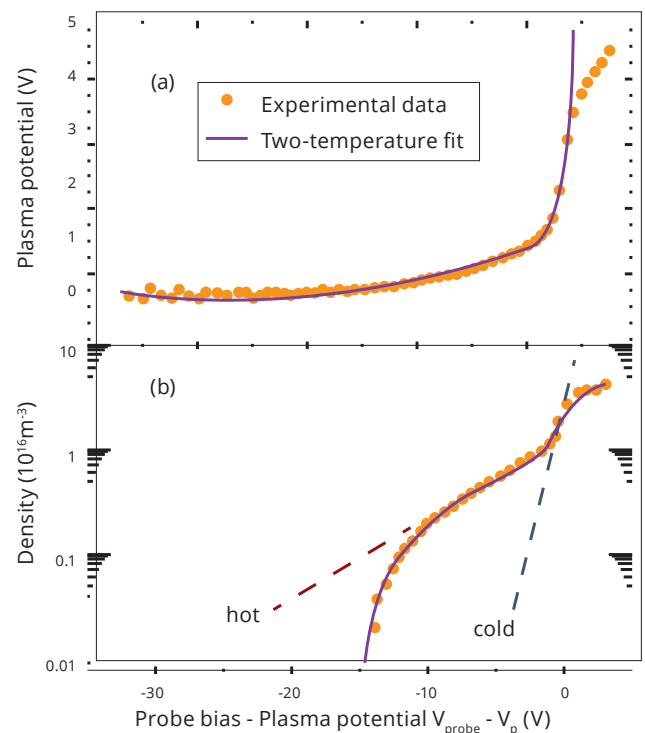 5
4
3
2
1
0
Plasma potential (V)
(a)
Experimental data
Two-temperature fit
10
1
0.1
0.01
Density (10¹⁶m⁻³)
(b)
hot
cold
-30 -20 -10 0
Probe bias - Plasma potential V_probe - V_p (V)